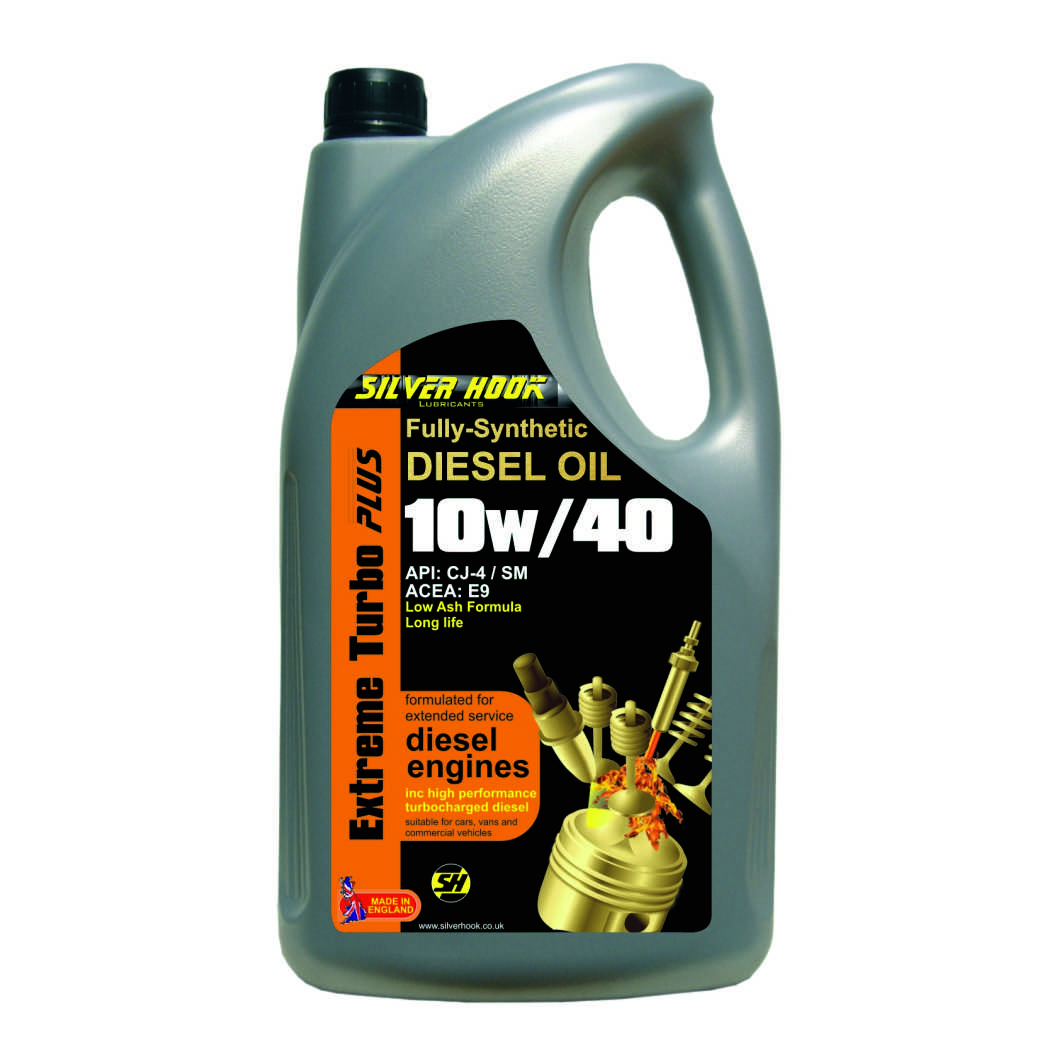 SILVER HOOK
LUBRICANTS
Fully-Synthetic
DIESEL OIL
10w/40
API: CJ-4 / SM
ACEA: E9
Low Ash Formula
Long life
Extreme Turbo PLUS
formulated for
extended service
diesel
engines
inc high performance
turbocharged diesel
suitable for cars, vans and
commercial vehicles
SH
MADE IN
ENGLAND
www.silverhook.co.uk